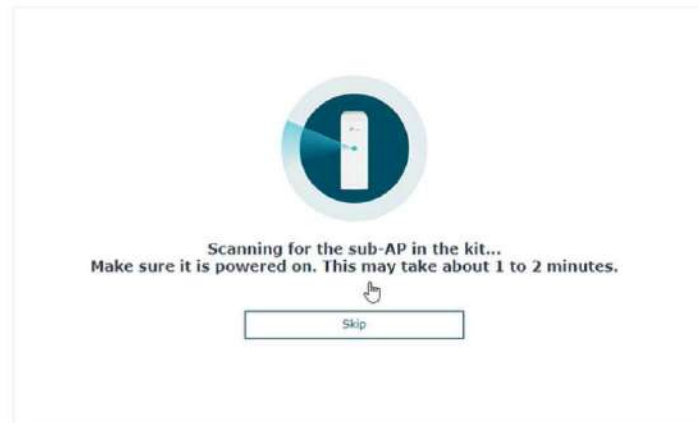 Scanning for the sub-AP in the kit...
Make sure it is powered on. This may take about 1 to 2 minutes.
Skip